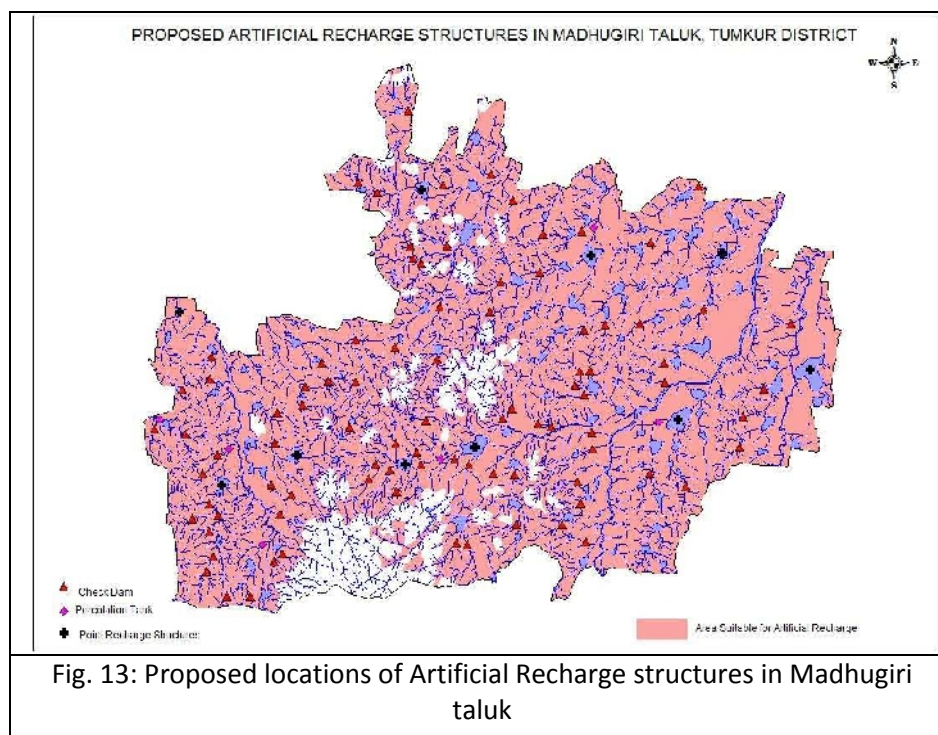 PROPOSED ARTIFICIAL RECHARGE STRUCTURES IN MADHUGIRI TALUK, TUMKUR DISTRICT
N
W E
S
Check Dam
Percolation Tank
Point Recharge Structures
Area Suitable for Artificial Recharge
Fig. 13: Proposed locations of Artificial Recharge structures in Madhugiri
taluk